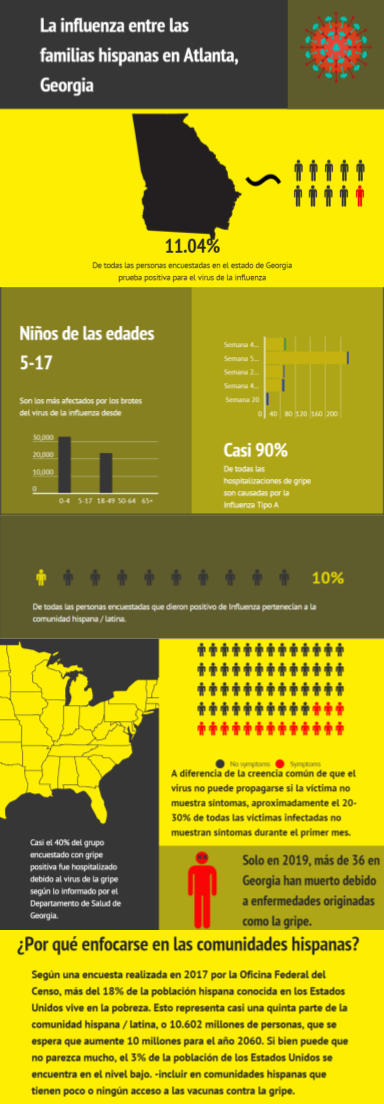 La influenza entre las
familias hispanas en Atlanta,
Georgia
11.04%
De todas las personas encuestadas en el estado de Georgia
prueba positiva para el virus de la influenza
Niños de las edades
5-17
Son los más afectados por los brotes
del virus de la influenza desde
30,000
20,000
10,000
0
0-4 5-17 18-49 50-64 65+
Semana 4...
Semana 5...
Semana 2...
Semana 4...
Semana 20
0 40 80 120 160 200
Casi 90%
De todas las
hospitalizaciones de gripe
son causadas por la
Influenza Tipo A
10%
De todas las personas encuestadas que dieron positivo de Influenza pertenecían a la
comunidad hispana / latina.
No symptoms Symptoms
A diferencia de la creencia común de que el
virus no puede propagarse si la víctima no
muestra síntomas, aproximadamente el 20-
30% de todas las víctimas infectadas no
muestran síntomas durante el primer mes.
Casi el 40% del grupo
encuestado con gripe
positiva fue hospitalizado
debido al virus de la gripe
según lo informado por el
Departamento de Salud de
Georgia.
Solo en 2019, más de 36 en
Georgia han muerto debido
a enfermedades originadas
como la gripe.
¿Por qué enfocarse en las comunidades hispanas?
Según una encuesta realizada en 2017 por la Oficina Federal del
Censo, más del 18% de la población hispana conocida en los Estados
Unidos vive en la pobreza. Esto representa casi una quinta parte de la
comunidad hispana / latina, o 10.602 millones de personas, que se
espera que aumente 10 millones para el año 2060. Si bien puede que
no parezca mucho, el 3% de la población de los Estados Unidos se
encuentra en el nivel bajo. -incluir en comunidades hispanas que
tienen poco o ningún acceso a las vacunas contra la gripe.